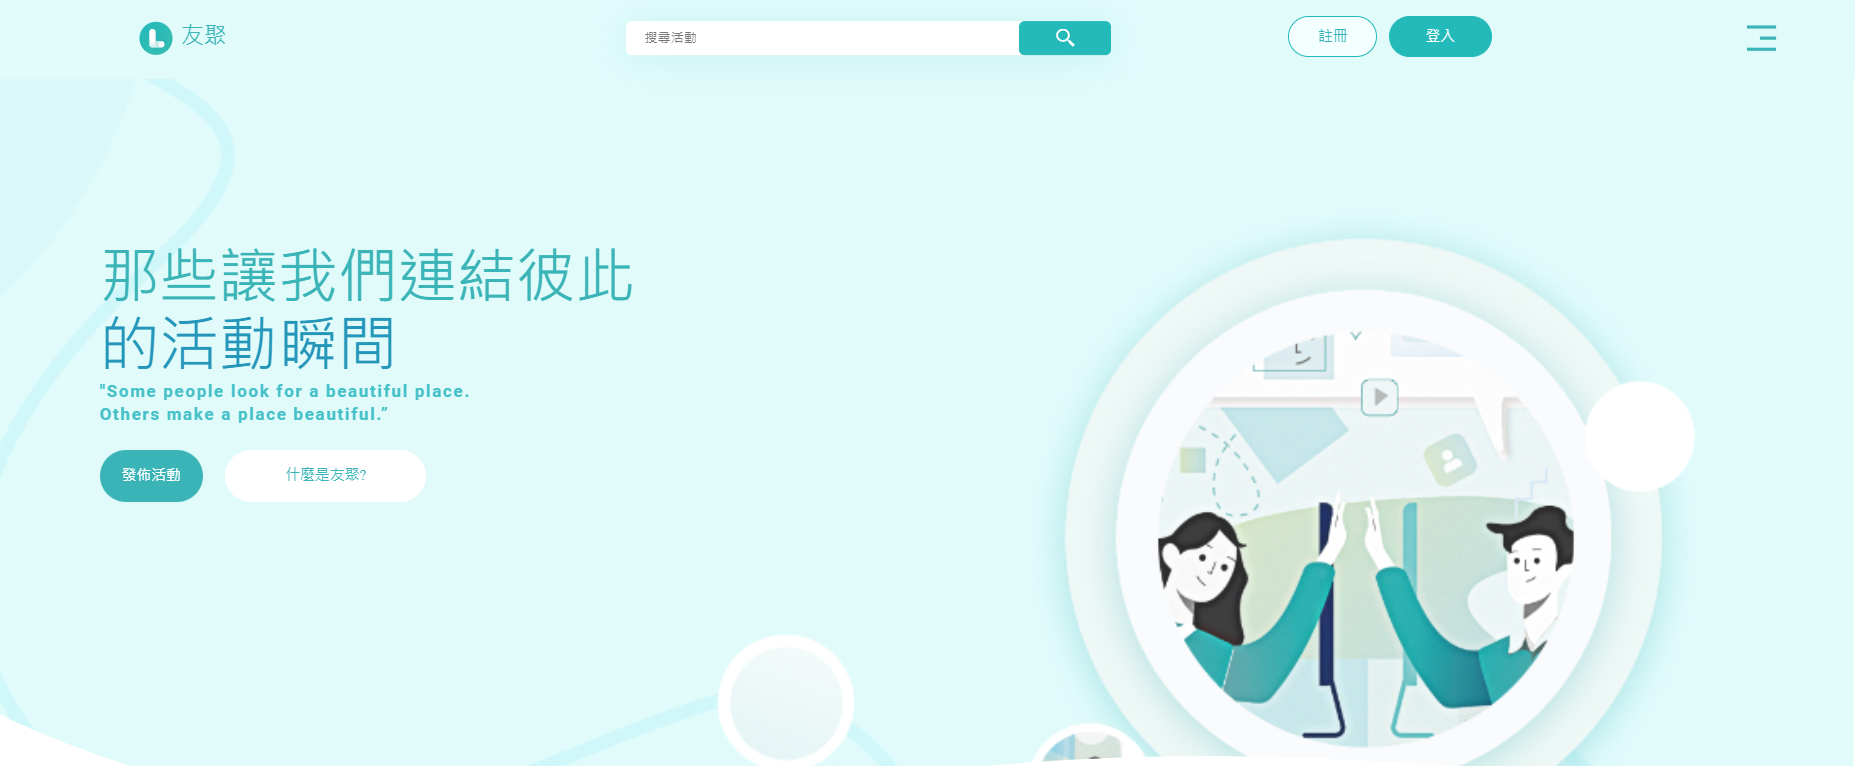 友聚
搜尋活動
註冊
登入
那些讓我們連結彼此
的活動瞬間
"Some people look for a beautiful place.
Others make a place beautiful.”
發佈活動
什麼是友聚?